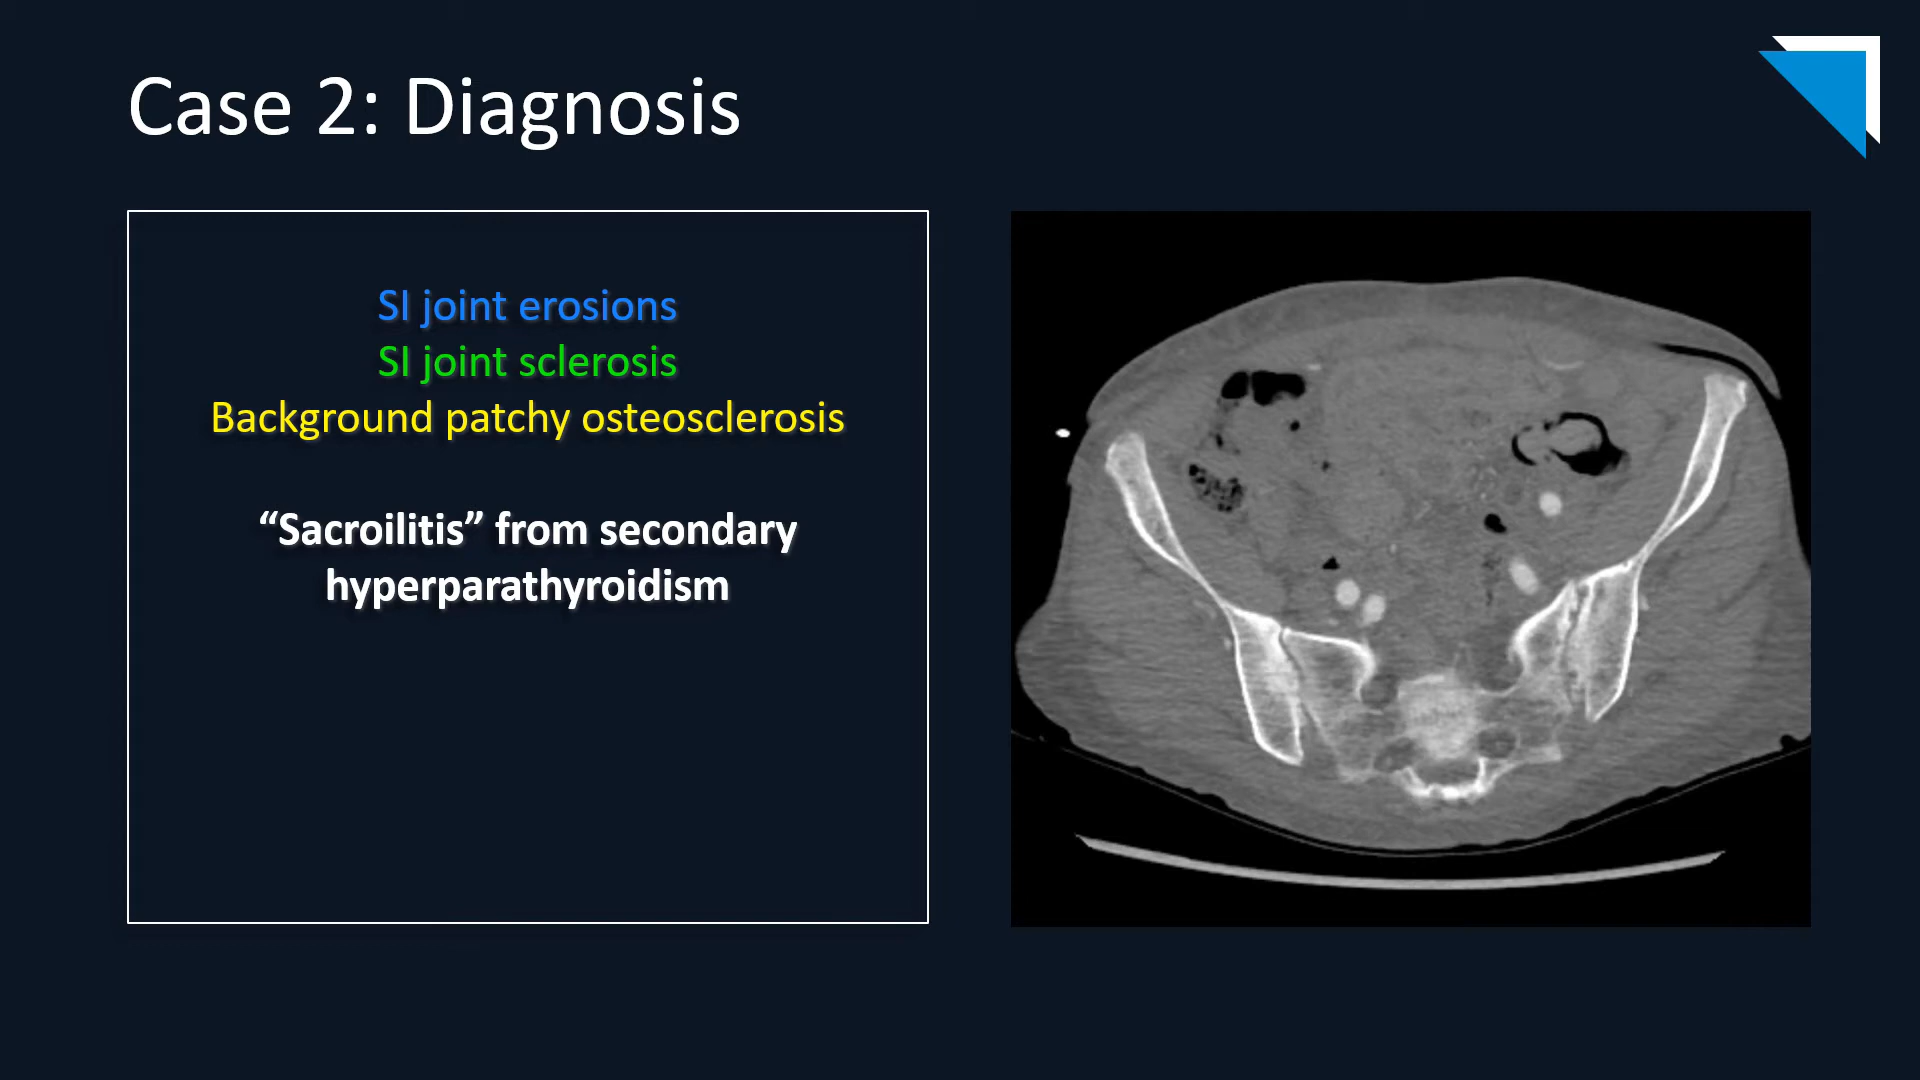 Case 2: Diagnosis
SI joint erosions
SI joint sclerosis
Background patchy osteosclerosis
“Sacroilitis” from secondary
hyperparathyroidism